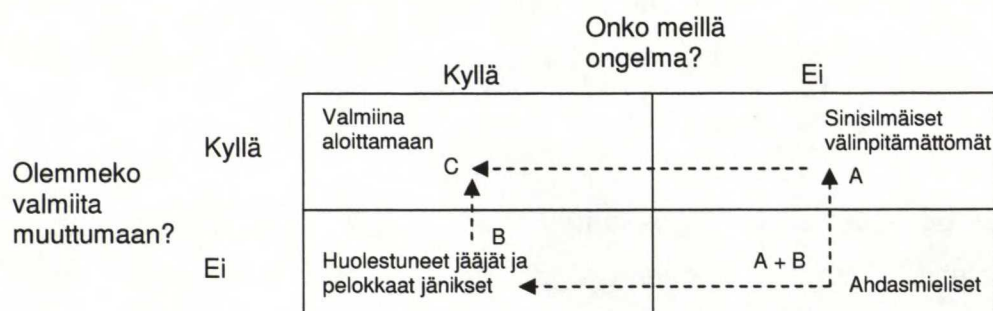 Onko meillä
ongelma?
Kyllä
Ei
Olemmeko
valmiita
muuttumaan?
Kyllä
Valmiina
aloittamaan
C
Sinisilmäiset
välinpitämättömät
A
Ei
B
Huolestuneet jääjät ja
pelokkaat jänikset
A + B
Ahdasmieliset